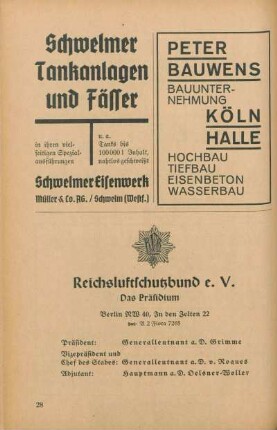 Schwelmer
Tankanlagen
und Fässer
in ihren viel-
seitigen Spezial-
ausführungen
u. a.
Tanks bis
100000 l Inhalt,
nahtlos geschweißt
Schwelmer Eisenwerk
Müller & Co. AG. / Schwelm (Westf.)
PETER
BAUWENS
BAUUNTER-
NEHMUNG
KÖLN
HALLE
HOCHBAU
TIEFBAU
EISENBETON
WASSERBAU
Reichsluftschutzbund e. V.
Das Präsidium
Berlin NW 40, In den Zelten 22
Präsident: Generalleutnant a. D. Grimme
Vizepräsident und
Chef des Stabes: Generalleutnant a. D. v. Roques
Adjutant: Hauptmann a. D. Oelsner-Woller
28